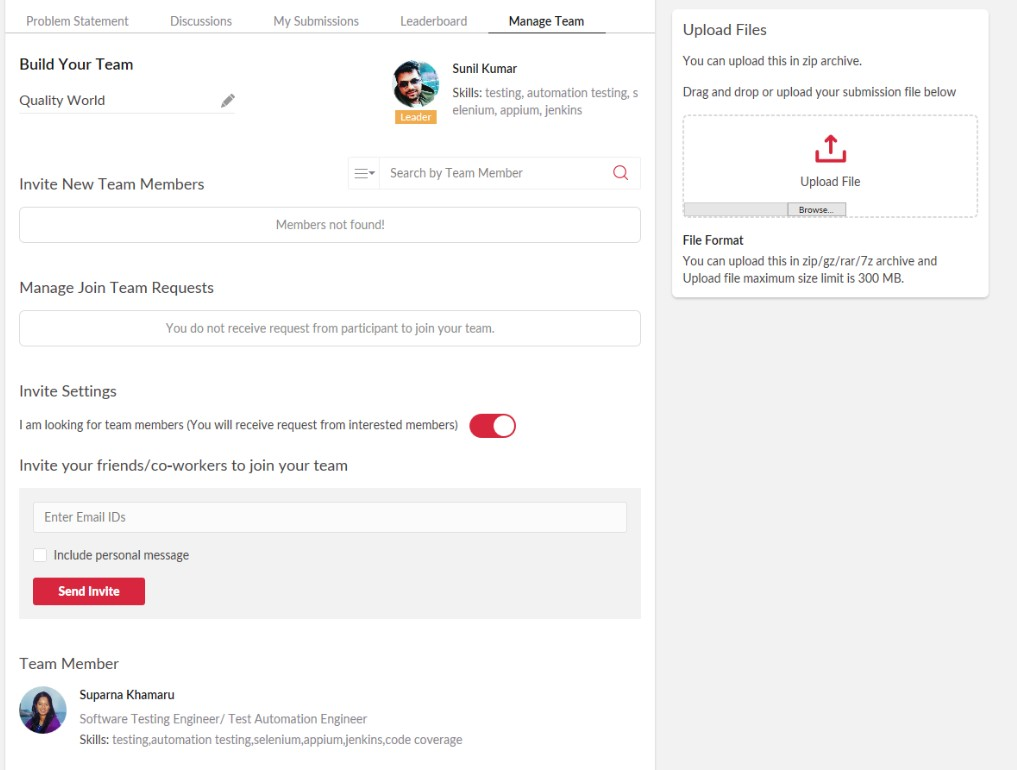 Problem Statement Discussions My Submissions Leaderboard Manage Team
Build Your Team
Quality World
Sunil Kumar
Skills: testing, automation testing, s
elenium, appium, jenkins
Leader
Invite New Team Members
Search by Team Member
Members not found!
Manage Join Team Requests
You do not receive request from participant to join your team.
Invite Settings
I am looking for team members (You will receive request from interested members)
Invite your friends/co-workers to join your team
Enter Email IDs
Include personal message
Send Invite
Team Member
Suparna Khamaru
Software Testing Engineer/ Test Automation Engineer
Skills: testing,automation testing,selenium,appium,jenkins,code coverage
Upload Files
You can upload this in zip archive.
Drag and drop or upload your submission file below
Upload File
Browse...
File Format
You can upload this in zip/gz/rar/7z archive and
Upload file maximum size limit is 300 MB.